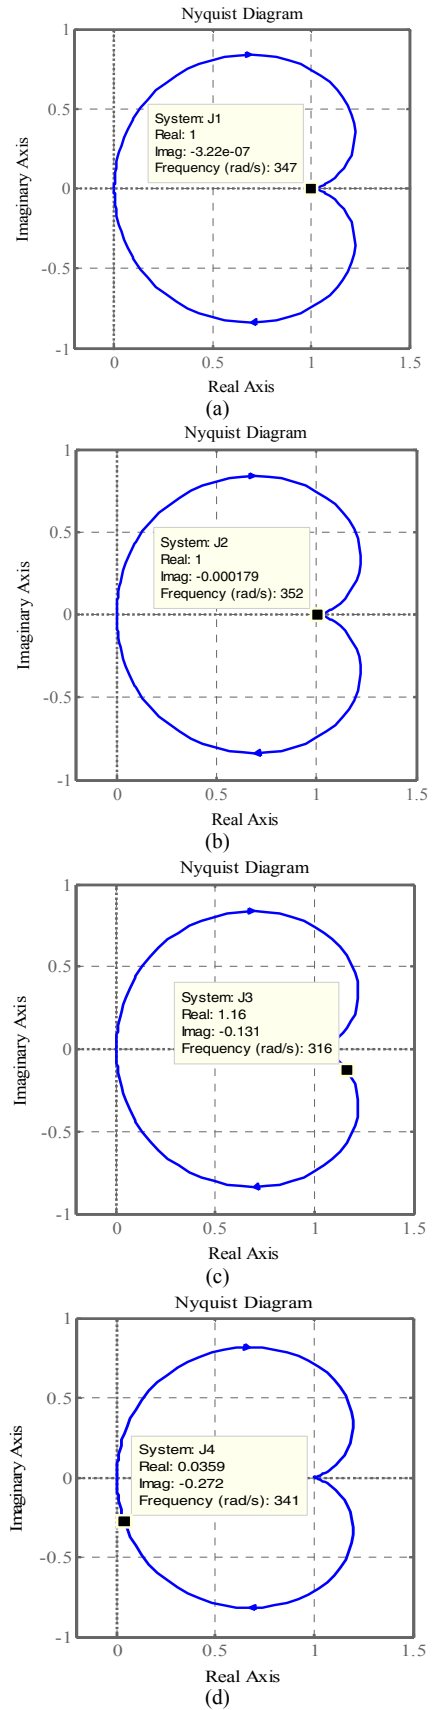 Nyquist Diagram
1
0.5
0
-0.5
-1
Imaginary Axis
System: J1
Real: 1
Imag: -3.22e-07
Frequency (rad/s): 347
0 0.5 1 1.5
Real Axis
(a)
Nyquist Diagram
1
0.5
0
-0.5
-1
Imaginary Axis
System: J2
Real: 1
Imag: -0.000179
Frequency (rad/s): 352
0 0.5 1 1.5
Real Axis
(b)
Nyquist Diagram
1
0.5
0
-0.5
-1
Imaginary Axis
System: J3
Real: 1.16
Imag: -0.131
Frequency (rad/s): 316
0 0.5 1 1.5
Real Axis
(c)
Nyquist Diagram
1
0.5
0
-0.5
-1
Imaginary Axis
System: J4
Real: 0.0359
Imag: -0.272
Frequency (rad/s): 341
0 0.5 1 1.5
Real Axis
(d)